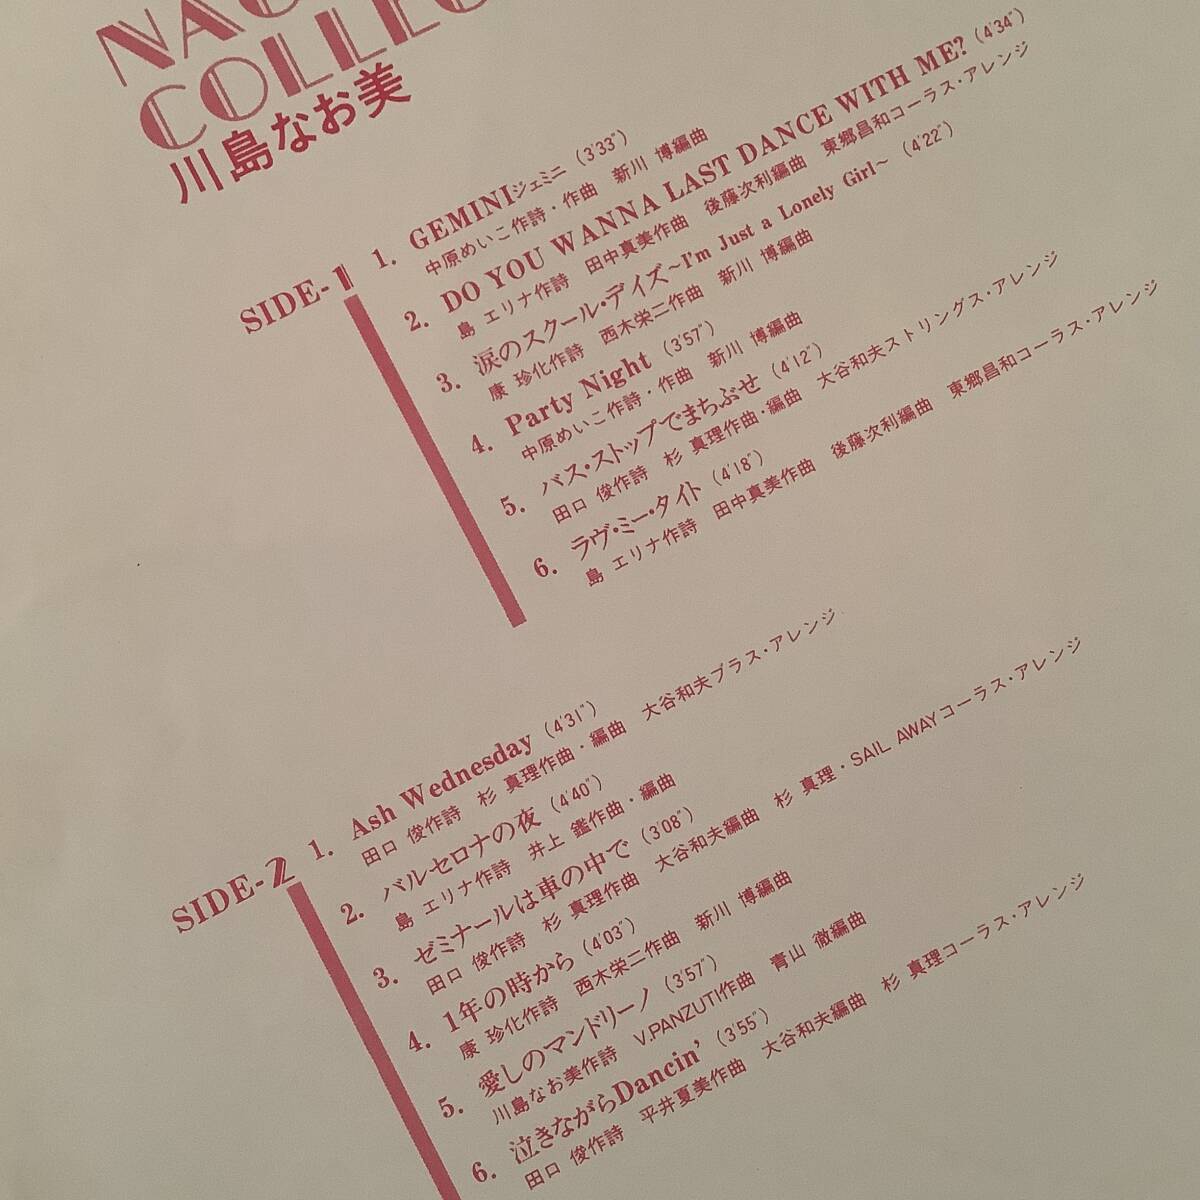 COLLEC
川島なお美
SIDE-1
1. GEMINIジェミニ (3'33")
中原めいこ作詩・作曲 新川 博編曲
2. DO YOU WANNA LAST DANCE WITH ME? (4'34")
島 エリナ作詩 田中真美作曲 後藤次利編曲 東郷昌和コーラス・アレンジ
3. 涙のスクール・デイズ〜I'm Just a Lonely Girl〜 (4'22")
康 珍化作詩 西木栄二作曲 新川 博編曲
4. Party Night (3'57")
中原めいこ作詩・作曲 新川 博編曲
5. バス・ストップでまちぶせ (4'12")
田口 俊作詩 杉 真理作曲・編曲 大谷和夫ストリングス・アレンジ
6. ラヴ・ミー・タイト (4'18")
島 エリナ作詩 田中真美作曲 後藤次利編曲 東郷昌和コーラス・アレンジ
SIDE-2
1. Ash Wednesday (4'31")
田口 俊作詩 杉 真理作曲・編曲 大谷和夫ブラス・アレンジ
2. バルセロナの夜 (4'40")
島 エリナ作詩 井上 鑑作曲・編曲
3. ゼミナールは車の中で (3'08")
田口 俊作詩 杉 真理作曲 大谷和夫編曲 杉 真理・SAIL AWAYコーラス・アレンジ
4. 1年の時から (4'03")
康 珍化作詩 西木栄二作曲 新川 博編曲
5. 愛しのマンドリーノ (3'57")
川島なお美作詩 V.PANZUTI作曲 青山 徹編曲
6. 泣きながらDancin' (3'55")
田口 俊作詩 平井夏美作曲 大谷和夫編曲 杉 真理コーラス・アレンジ